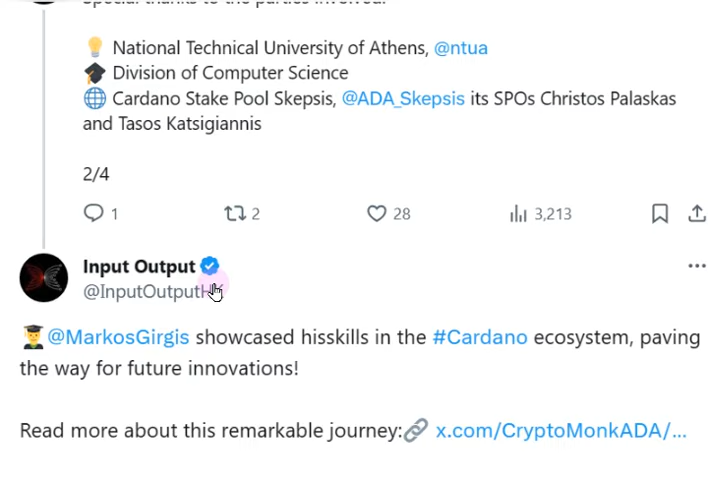 National Technical University of Athens, @ntua
Division of Computer Science
Cardano Stake Pool Skepsis, @ADA_Skepsis its SPOs Christos Palaskas
and Tasos Katsigiannis
2/4
1 2 28 3,213
Input Output
@InputOutput
@MarkosGirgis showcased hisskills in the #Cardano ecosystem, paving
the way for future innovations!
Read more about this remarkable journey: x.com/CryptoMonkADA/...